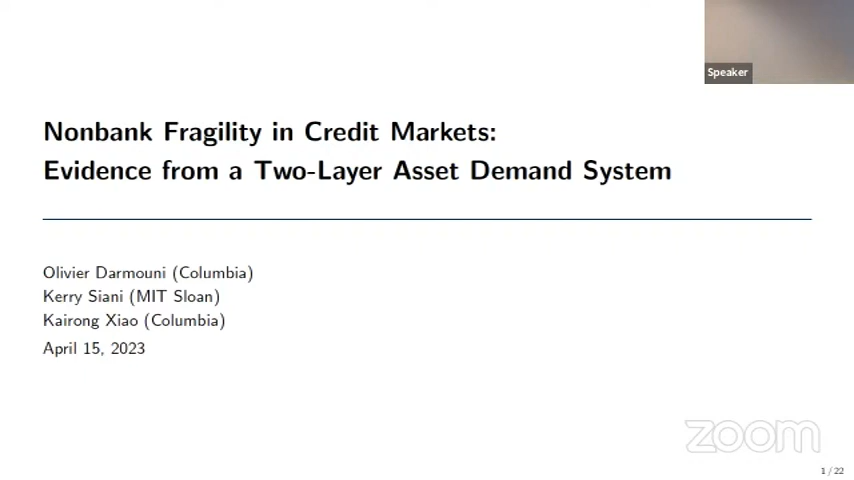 Speaker
Nonbank Fragility in Credit Markets:
Evidence from a Two-Layer Asset Demand System
Olivier Darmouni (Columbia)
Kerry Siani (MIT Sloan)
Kairong Xiao (Columbia)
April 15, 2023
zoom
1 / 22